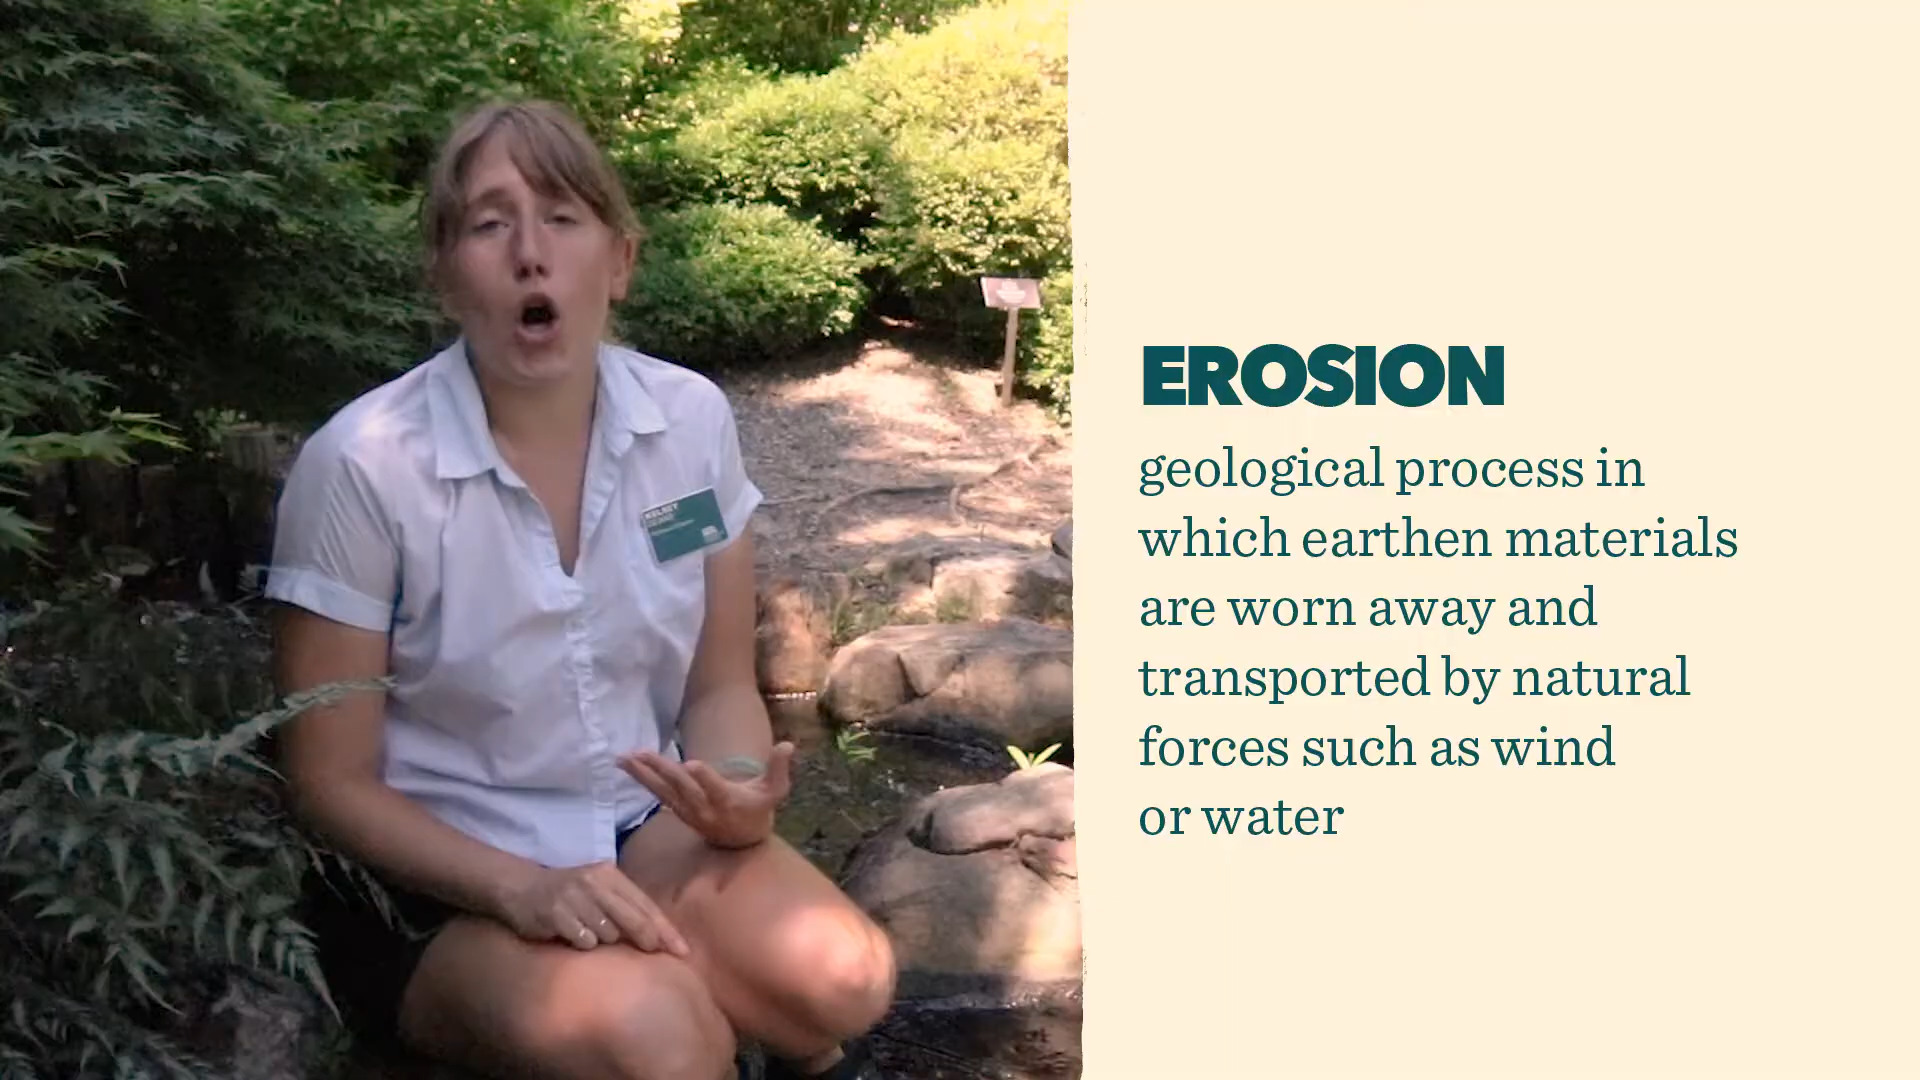 KELSEY
EROSION
geological process in
which earthen materials
are worn away and
transported by natural
forces such as wind
or water